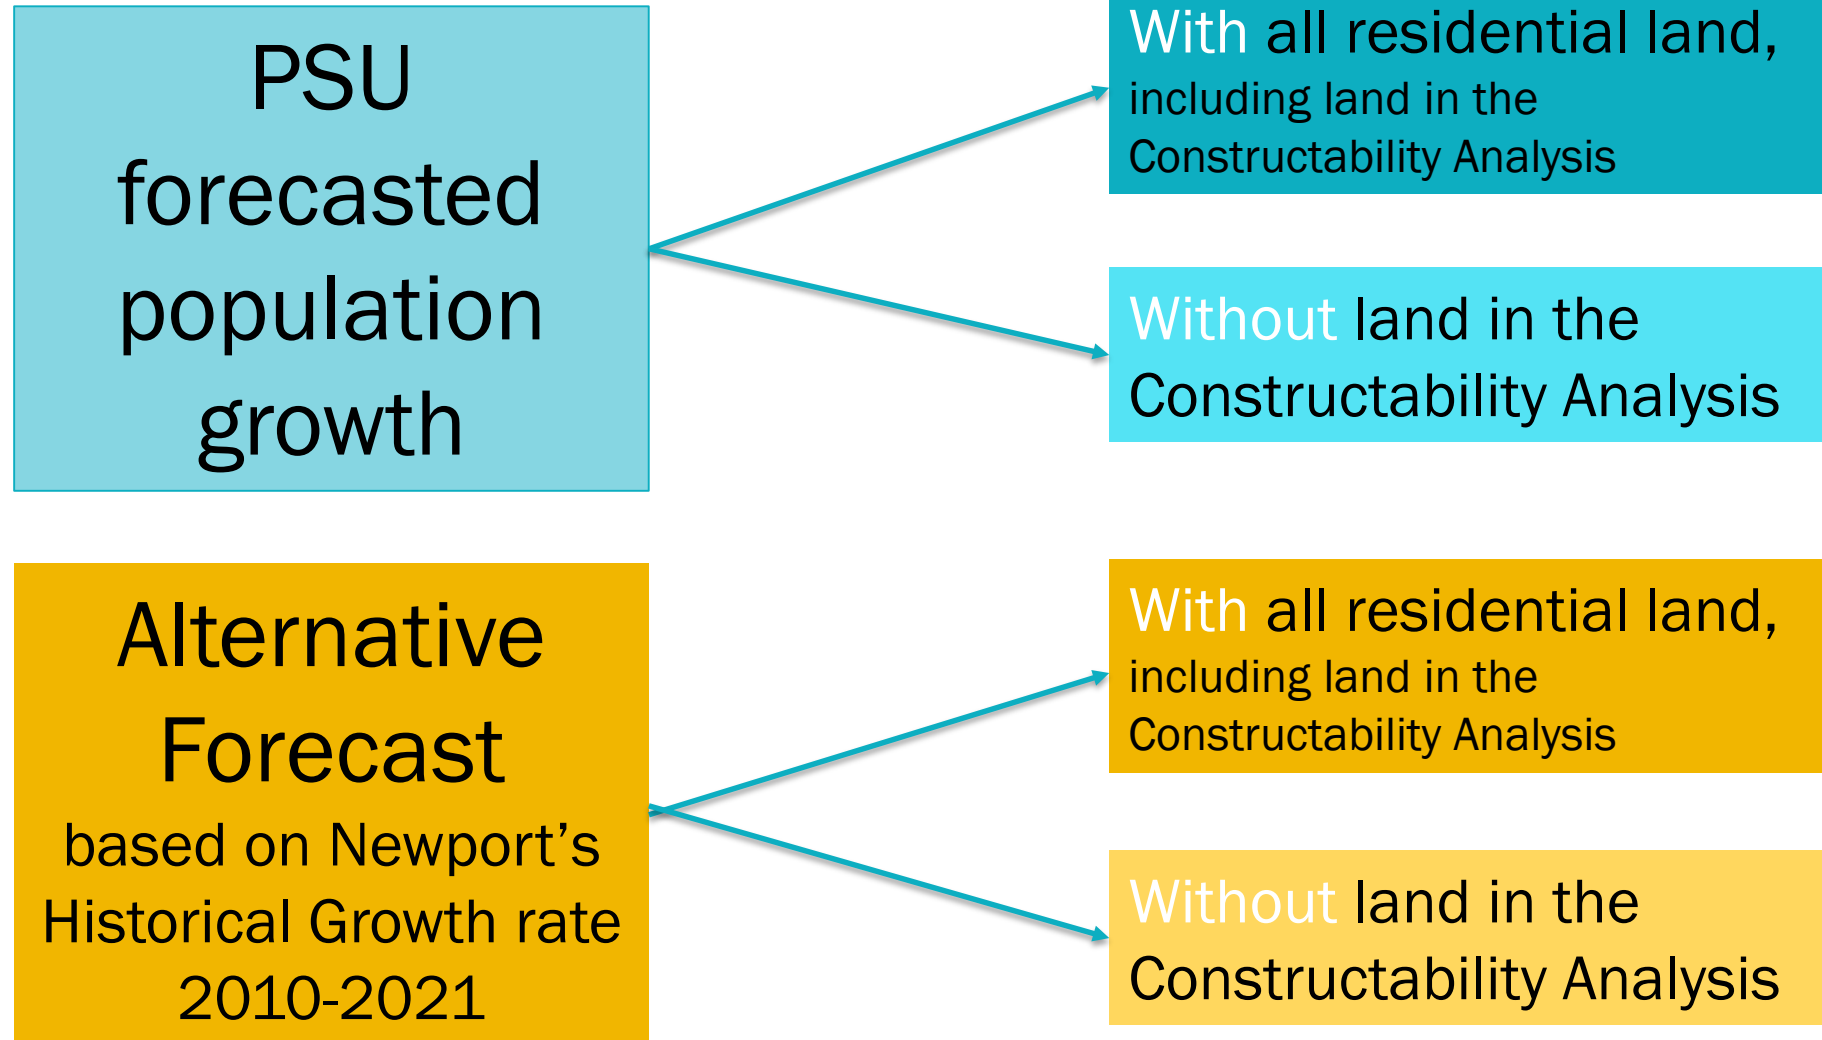 PSU
forecasted
population
growth
With all residential land,
including land in the
Constructability Analysis
Without land in the
Constructability Analysis
Alternative
Forecast
based on Newport’s
Historical Growth rate
2010-2021
With all residential land,
including land in the
Constructability Analysis
Without land in the
Constructability Analysis